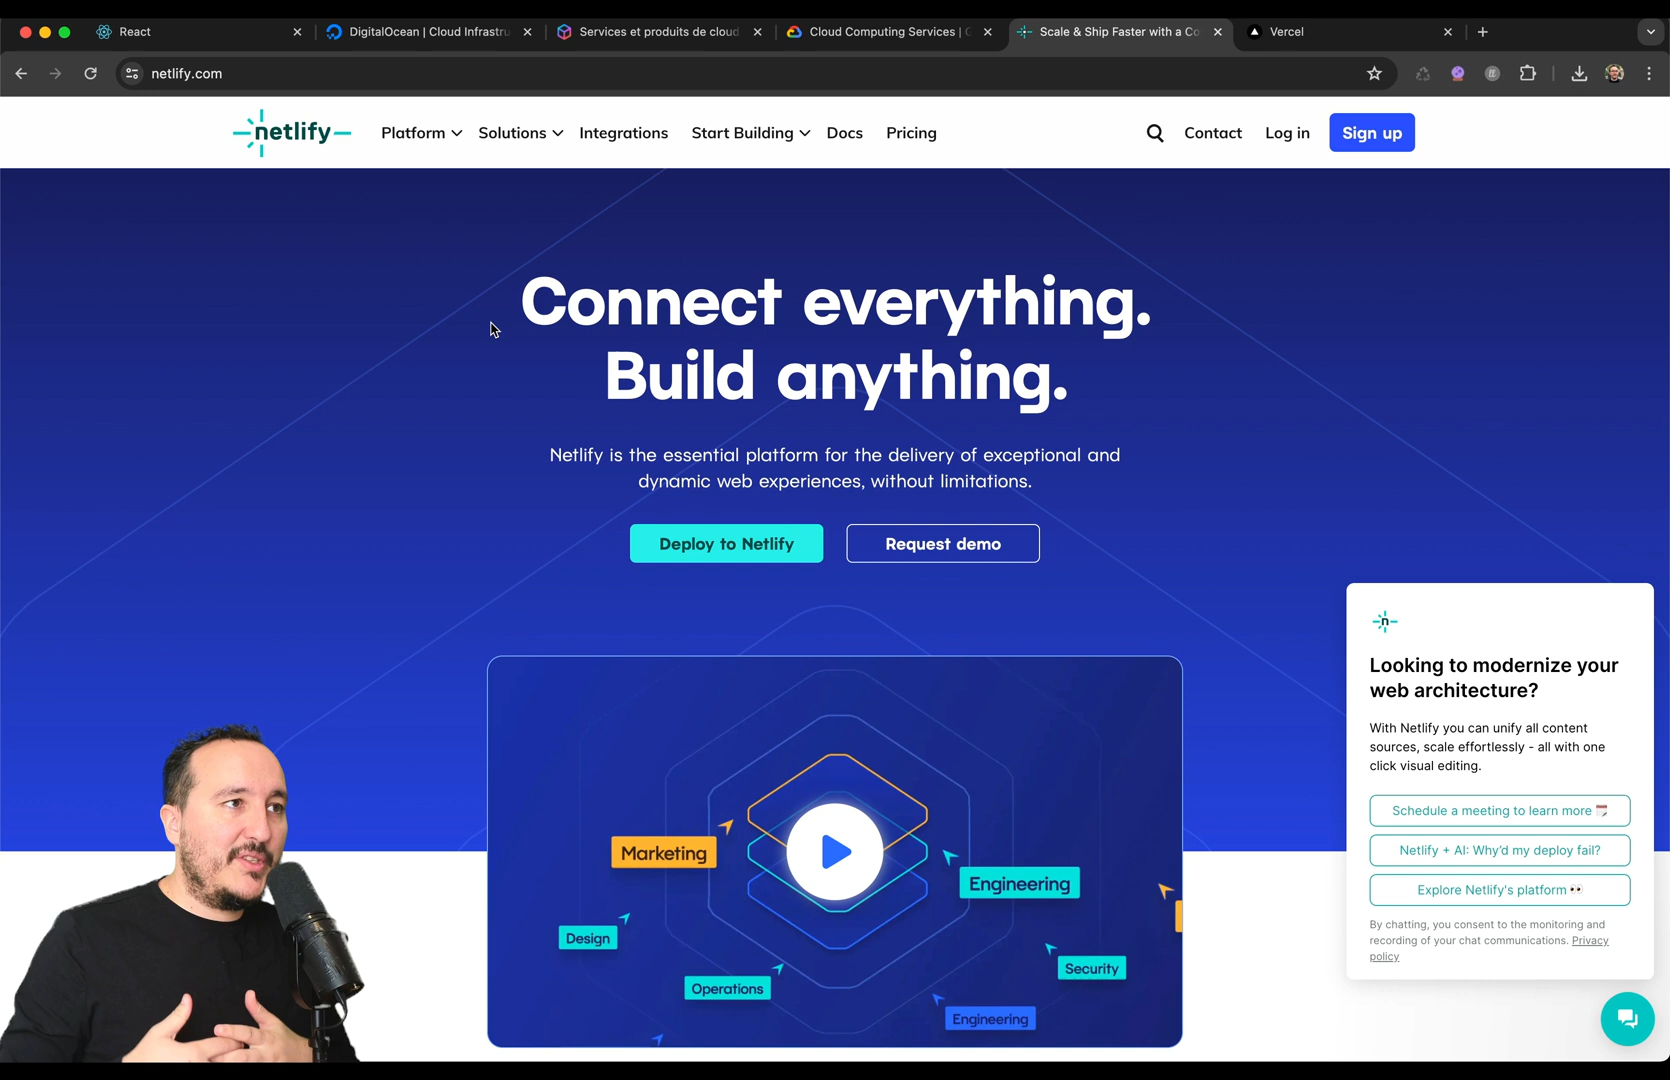 React
DigitalOcean | Cloud Infrastru
Services et produits de cloud
Cloud Computing Services | G
Scale & Ship Faster with a Co
Vercel
netlify.com
netlify
Platform
Solutions
Integrations
Start Building
Docs
Pricing
Contact
Log in
Sign up
Connect everything.
Build anything.
Netlify is the essential platform for the delivery of exceptional and
dynamic web experiences, without limitations.
Deploy to Netlify
Request demo
Marketing
Engineering
Design
Security
Operations
Engineering
n
Looking to modernize your
web architecture?
With Netlify you can unify all content
sources, scale effortlessly - all with one
click visual editing.
Schedule a meeting to learn more
Netlify + AI: Why'd my deploy fail?
Explore Netlify's platform 👀
By chatting, you consent to the monitoring and
recording of your chat communications. Privacy
policy